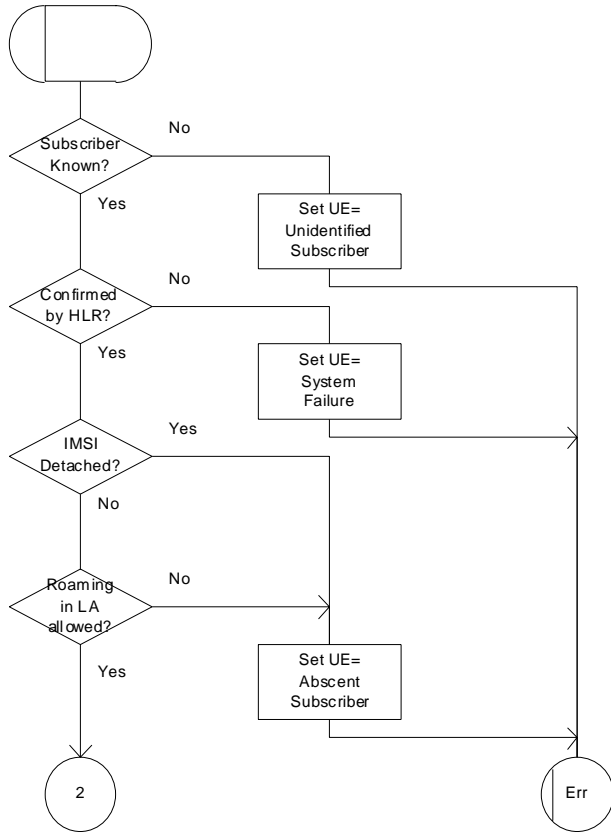 Subscriber
Known?
No
Yes
Set UE=
Unidentified
Subscriber
Confirmed
by HLR?
No
Yes
Set UE=
System
Failure
IMSI
Detached?
Yes
No
Roaming
in LA
allowed?
No
Yes
Set UE=
Abscent
Subscriber
2
Err